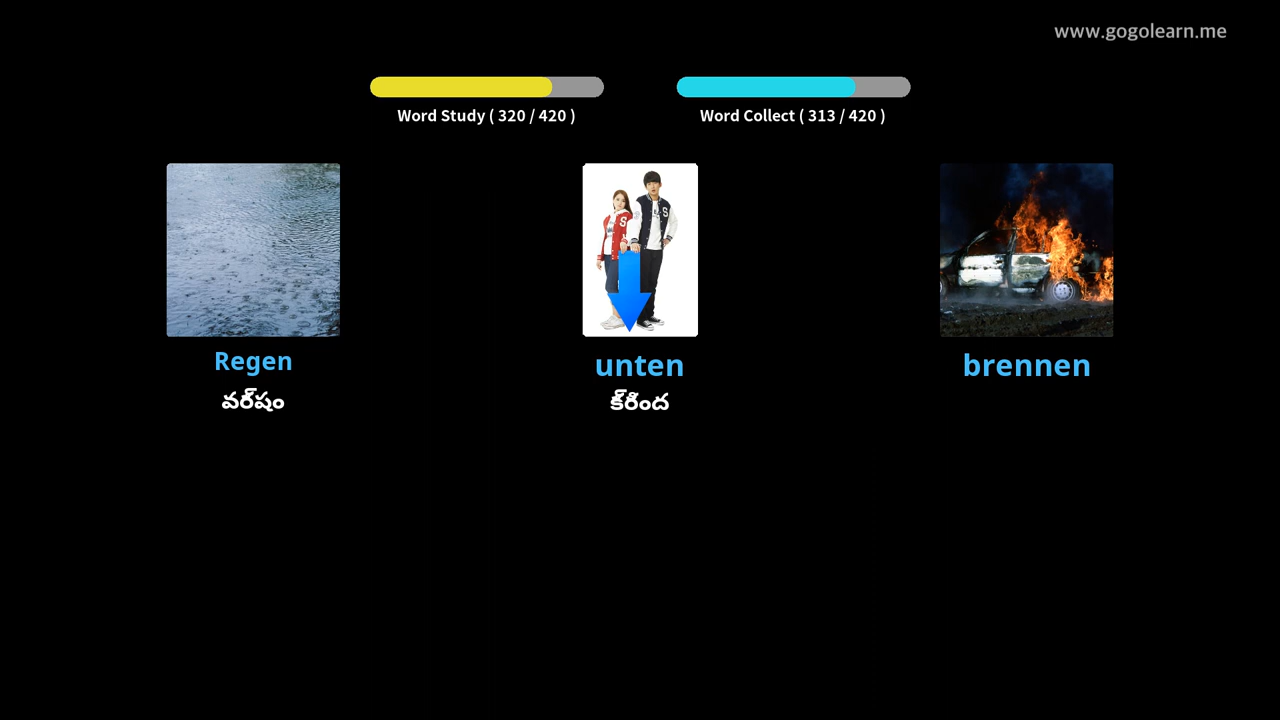 www.gogolearn.me
Word Study ( 320 / 420 )
Word Collect ( 313 / 420 )
Regen
unten
brennen
వర్‌షం
క్‌రింద